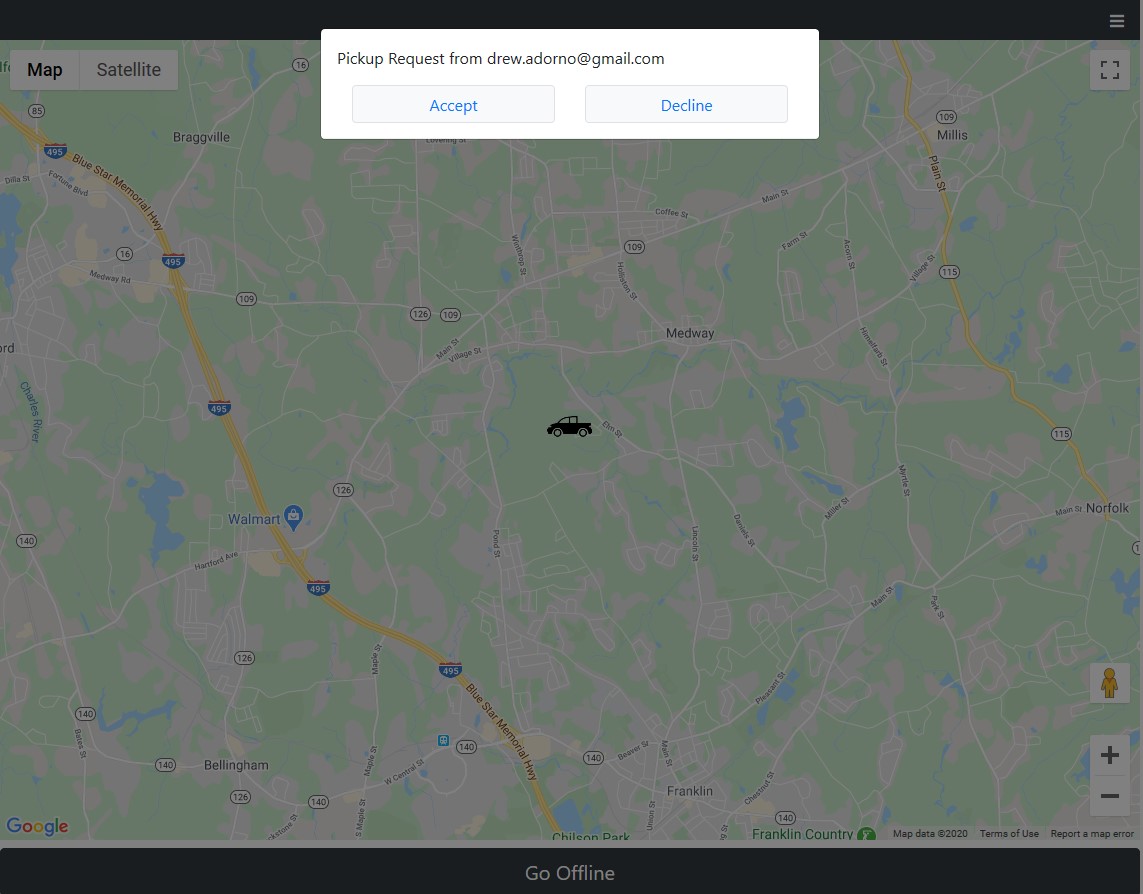 Pickup Request from drew.adorno@gmail.com
Accept
Decline
Map
Satellite
16
85
109
Millis
Braggville
Lovering St
495
Blue Star Memorial Hwy
Dilla St
Fortune Blvd
Plain St
Main St
Coffee St
16
495
Winthrop St
109
Farm St
Acorn St
Village St
115
Medway Rd
109
Holliston St
126
109
Medway
Main St
Village St
Himelfarb St
Charles River
495
Elm St
115
126
Myrtle St
Walmart
Miller St
Main St
Norfolk
140
Pond St
Lincoln St
Daniels St
Hartford Ave
495
Main St
Park St
126
Maple St
495
Pleasant St
Blue Star Memorial Hwy
140
Bates St
140
Beaver St
Main St
140
Maple St
W Central St
140
Bellingham
Chestnut St
126
140
Franklin
S Maple St
Union St
140
Google
Chilson Park
Franklin Country
Map data ©2020
Terms of Use
Report a map error
Go Offline